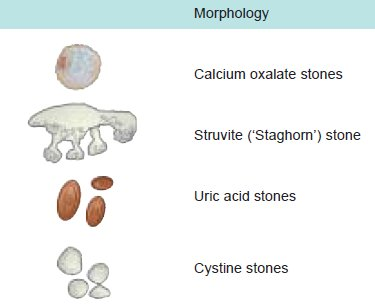 Morphology
Calcium oxalate stones
Struvite (‘Staghorn’) stone
Uric acid stones
Cystine stones